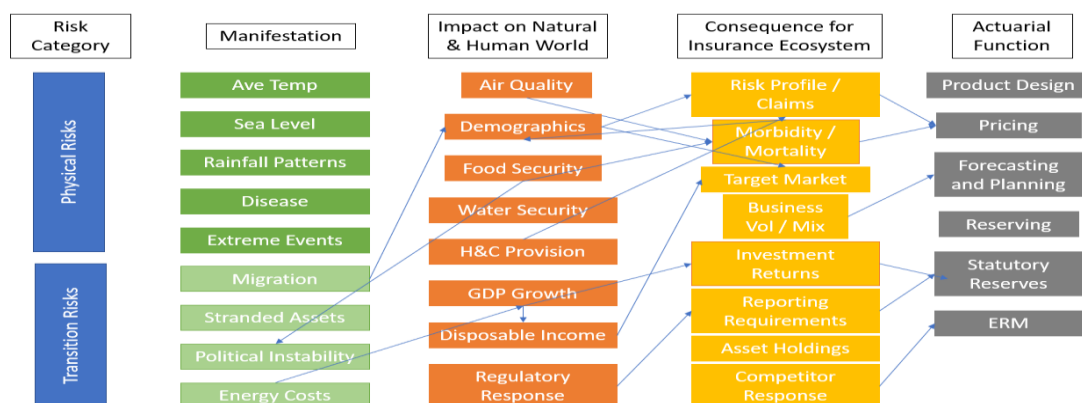 Risk
Category
Manifestation
Impact on Natural
& Human World
Consequence for
Insurance Ecosystem
Actuarial
Function
Physical Risks
Transition Risks
Ave Temp
Sea Level
Rainfall Patterns
Disease
Extreme Events
Migration
Stranded Assets
Political Instability
Energy Costs
Air Quality
Demographics
Food Security
Water Security
H&C Provision
GDP Growth
Disposable Income
Regulatory
Response
Risk Profile /
Claims
Morbidity /
Mortality
Target Market
Business
Vol / Mix
Investment
Returns
Reporting
Requirements
Asset Holdings
Competitor
Response
Product Design
Pricing
Forecasting
and Planning
Reserving
Statutory
Reserves
ERM